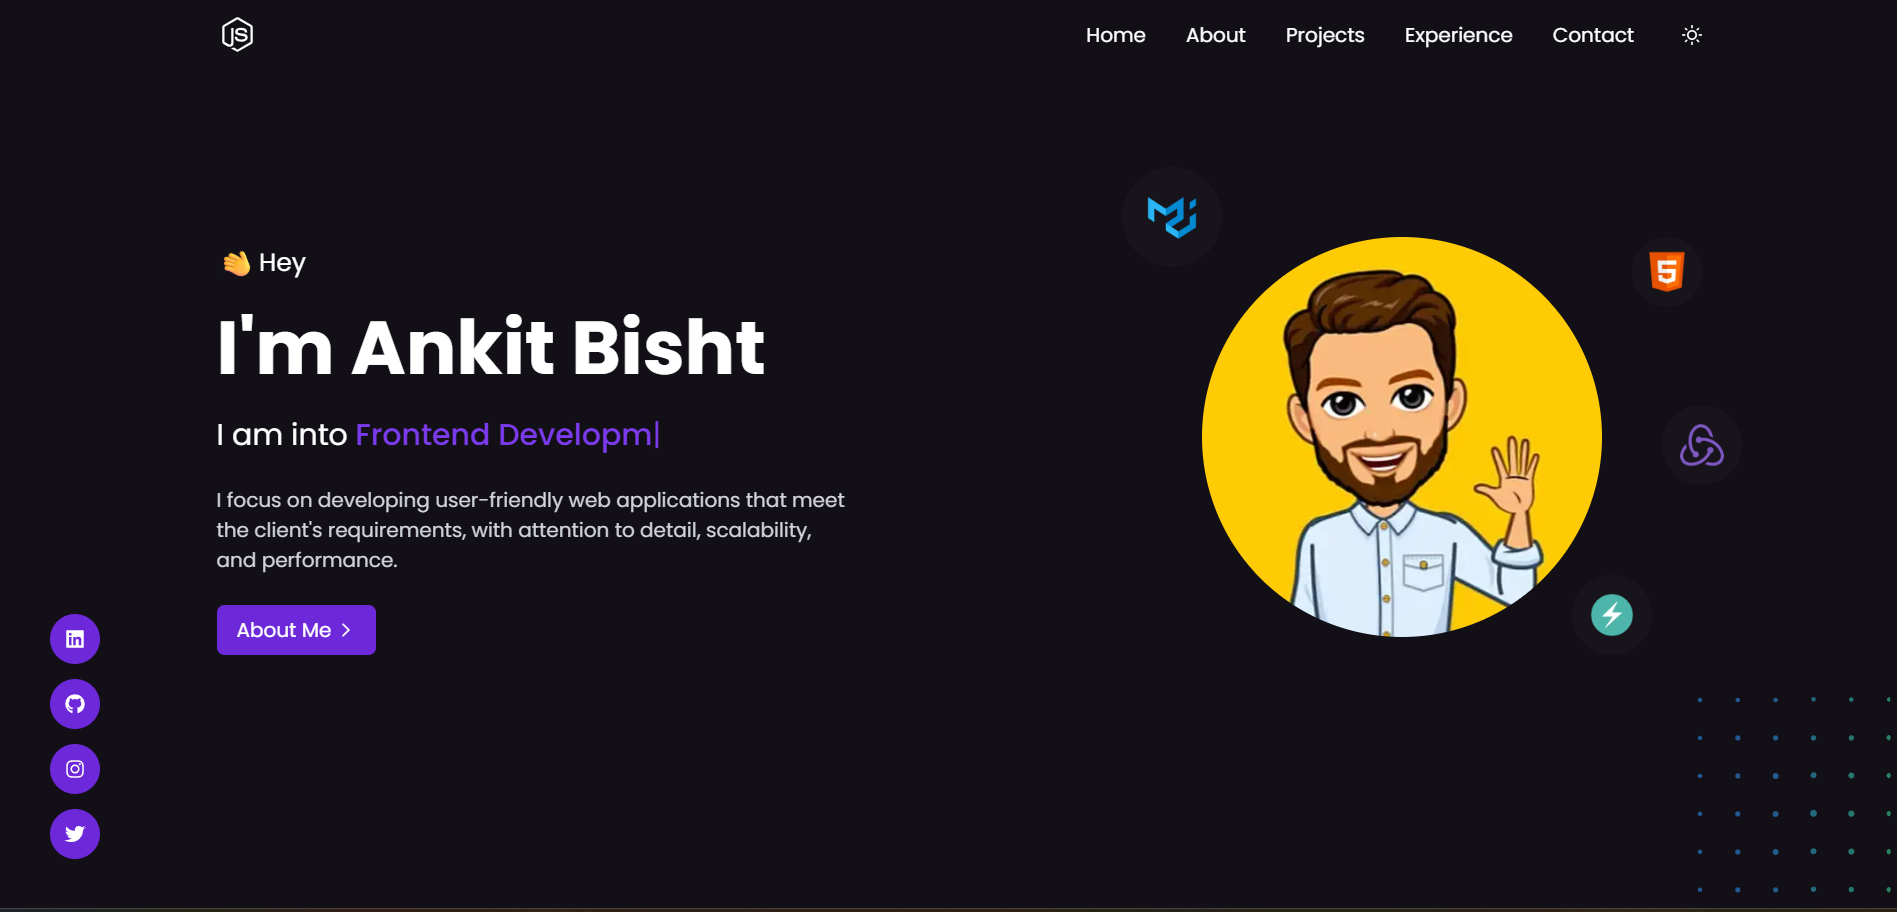 JS
Home About Projects Experience Contact
👋 Hey
I'm Ankit Bisht
I am into Frontend Developm|
I focus on developing user-friendly web applications that meet
the client's requirements, with attention to detail, scalability,
and performance.
About Me
in
5